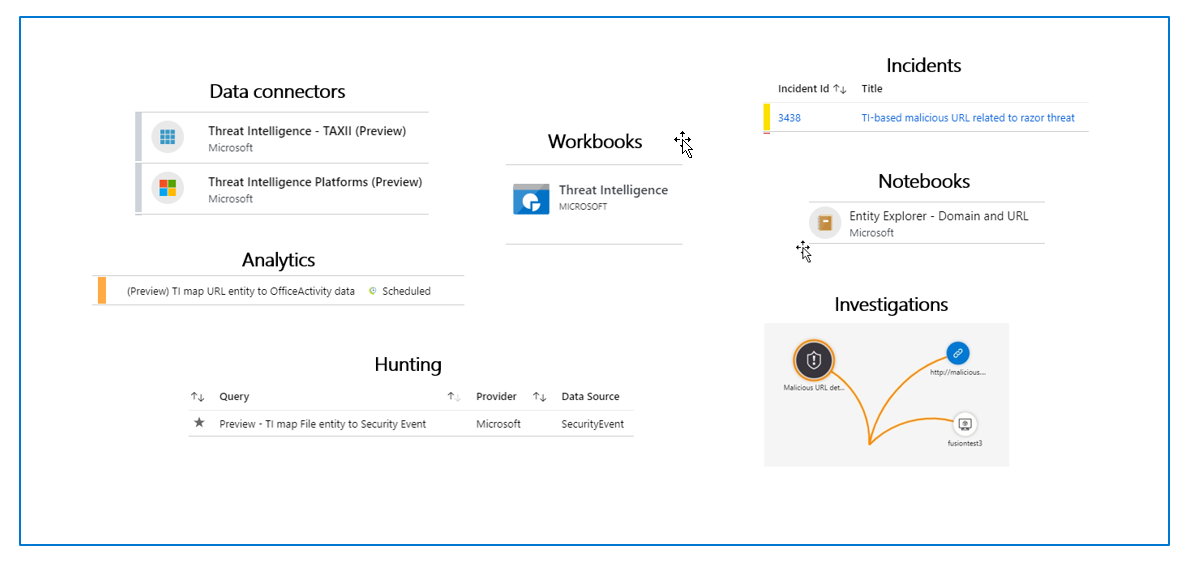 Data connectors
Threat Intelligence - TAXII (Preview)
Microsoft
Threat Intelligence Platforms (Preview)
Microsoft
Analytics
(Preview) TI map URL entity to OfficeActivity data Scheduled
Hunting
Query Provider Data Source
Preview - TI map File entity to Security Event Microsoft SecurityEvent
Workbooks
Threat Intelligence
MICROSOFT
Incidents
Incident Id Title
3438 TI-based malicious URL related to razor threat
Notebooks
Entity Explorer - Domain and URL
Microsoft
Investigations
Malicious URL det...
http://malicious...
fusiontest3